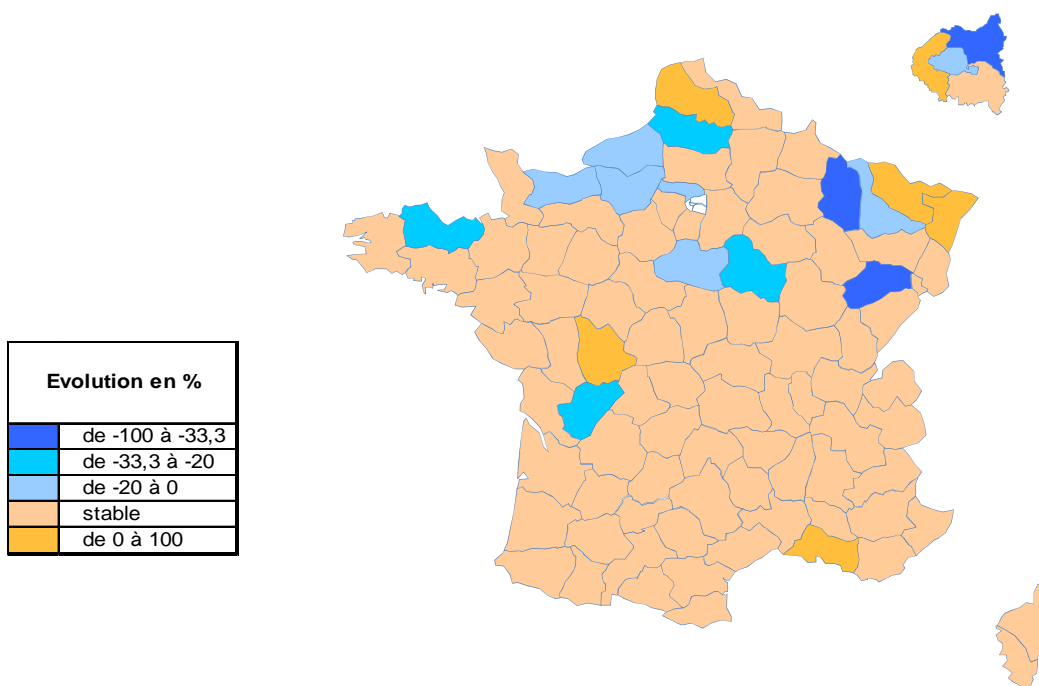 Evolution en %
de -100 à -33,3
de -33,3 à -20
de -20 à 0
stable
de 0 à 100